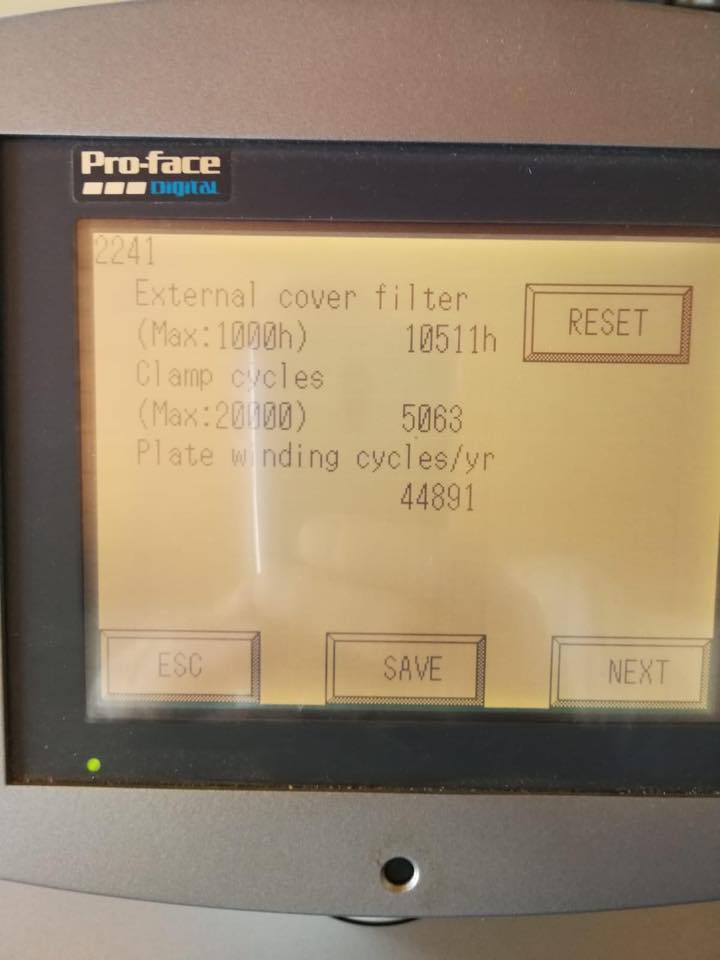 Pro-face
Digital
2241
External cover filter
(Max:1000h) 10511h
RESET
Clamp cycles
(Max:20000) 5063
Plate winding cycles/yr
44891
ESC SAVE NEXT